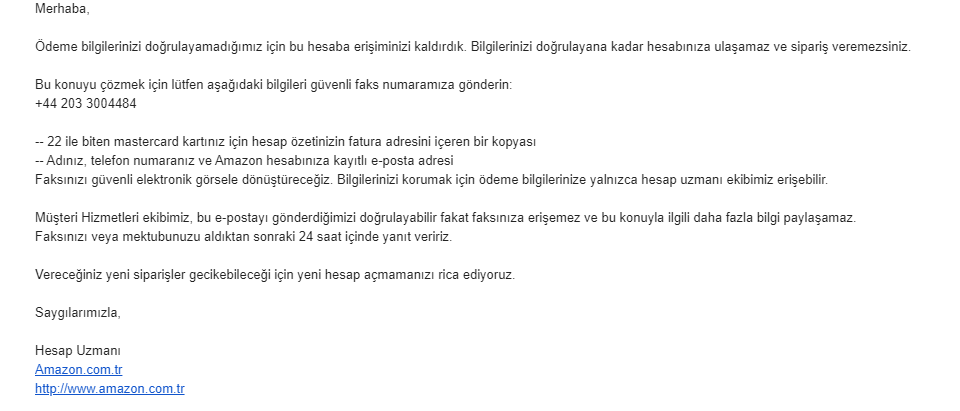 Merhaba,
Ödeme bilgilerinizi doğrulayamadığımız için bu hesaba erişiminizi kaldırdık. Bilgilerinizi doğrulayana kadar hesabınıza ulaşamaz ve sipariş veremezsiniz.
Bu konuyu çözmek için lütfen aşağıdaki bilgileri güvenli faks numaramıza gönderin:
+44 203 3004484
-- 22 ile biten mastercard kartınız için hesap özetinizin fatura adresini içeren bir kopyası
-- Adınız, telefon numaranız ve Amazon hesabınıza kayıtlı e-posta adresi
Faksınızı güvenli elektronik görsele dönüştüreceğiz. Bilgilerinizi korumak için ödeme bilgilerinize yalnızca hesap uzmanı ekibimiz erişebilir.
Müşteri Hizmetleri ekibimiz, bu e-postayı gönderdiğimizi doğrulayabilir fakat faksınıza erişemez ve bu konuyla ilgili daha fazla bilgi paylaşamaz.
Faksınızı veya mektubunuzu aldıktan sonraki 24 saat içinde yanıt veririz.
Vereceğiniz yeni siparişler gecikebileceği için yeni hesap açmamanızı rica ediyoruz.
Saygılarımızla,
Hesap Uzmanı
Amazon.com.tr
http://www.amazon.com.tr